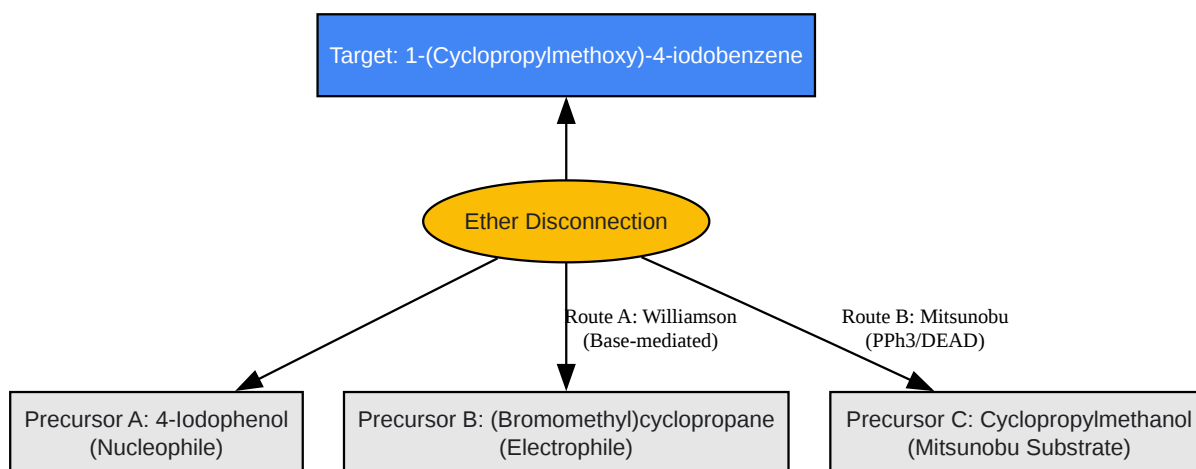 Target: 1-(Cyclopropylmethoxy)-4-iodobenzene
Ether Disconnection
Route A: Williamson
(Base-mediated)
Route B: Mitsunobu
(PPh3/DEAD)
Precursor A: 4-Iodophenol
(Nucleophile)
Precursor B: (Bromomethyl)cyclopropane
(Electrophile)
Precursor C: Cyclopropylmethanol
(Mitsunobu Substrate)